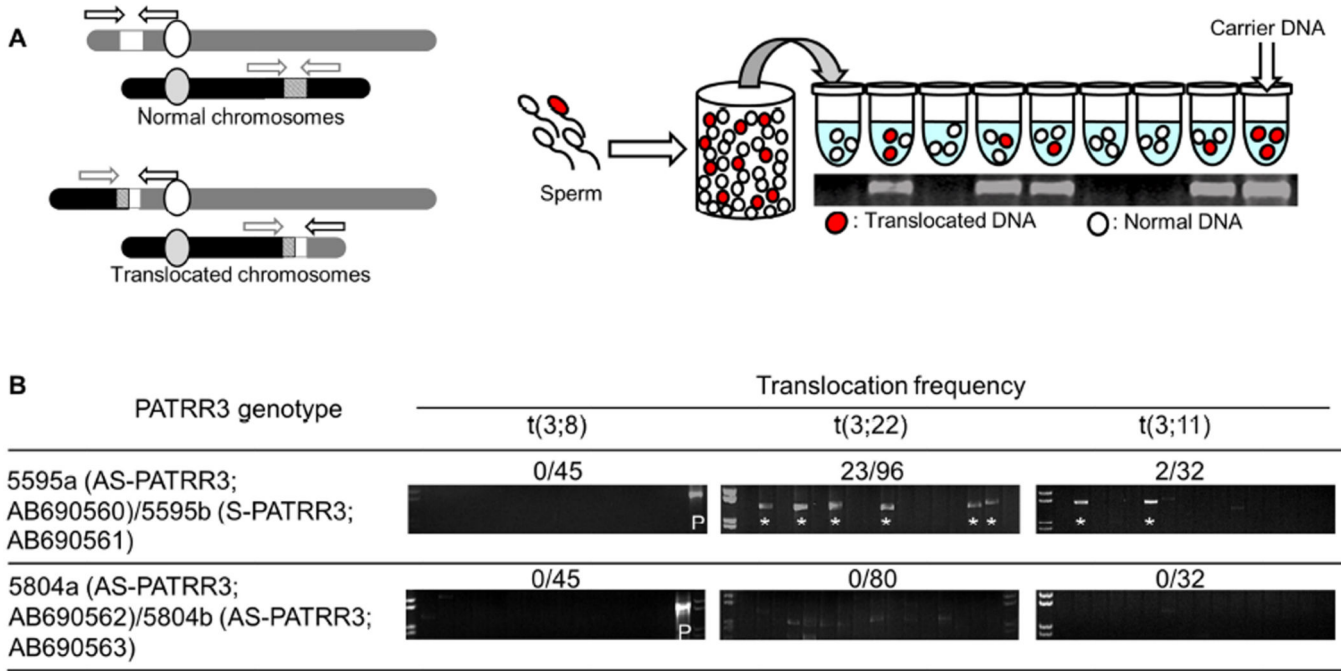 A
Normal chromosomes
Translocated chromosomes
Sperm
Carrier DNA
: Translocated DNA
: Normal DNA
B
PATRR3 genotype
Translocation frequency
t(3;8)
t(3;22)
t(3;11)
5595a (AS-PATRR3;
AB690560)/5595b (S-PATRR3;
AB690561)
0/45
23/96
2/32
P
* * * * * *
* *
5804a (AS-PATRR3;
AB690562)/5804b (AS-PATRR3;
AB690563)
0/45
0/80
0/32
P